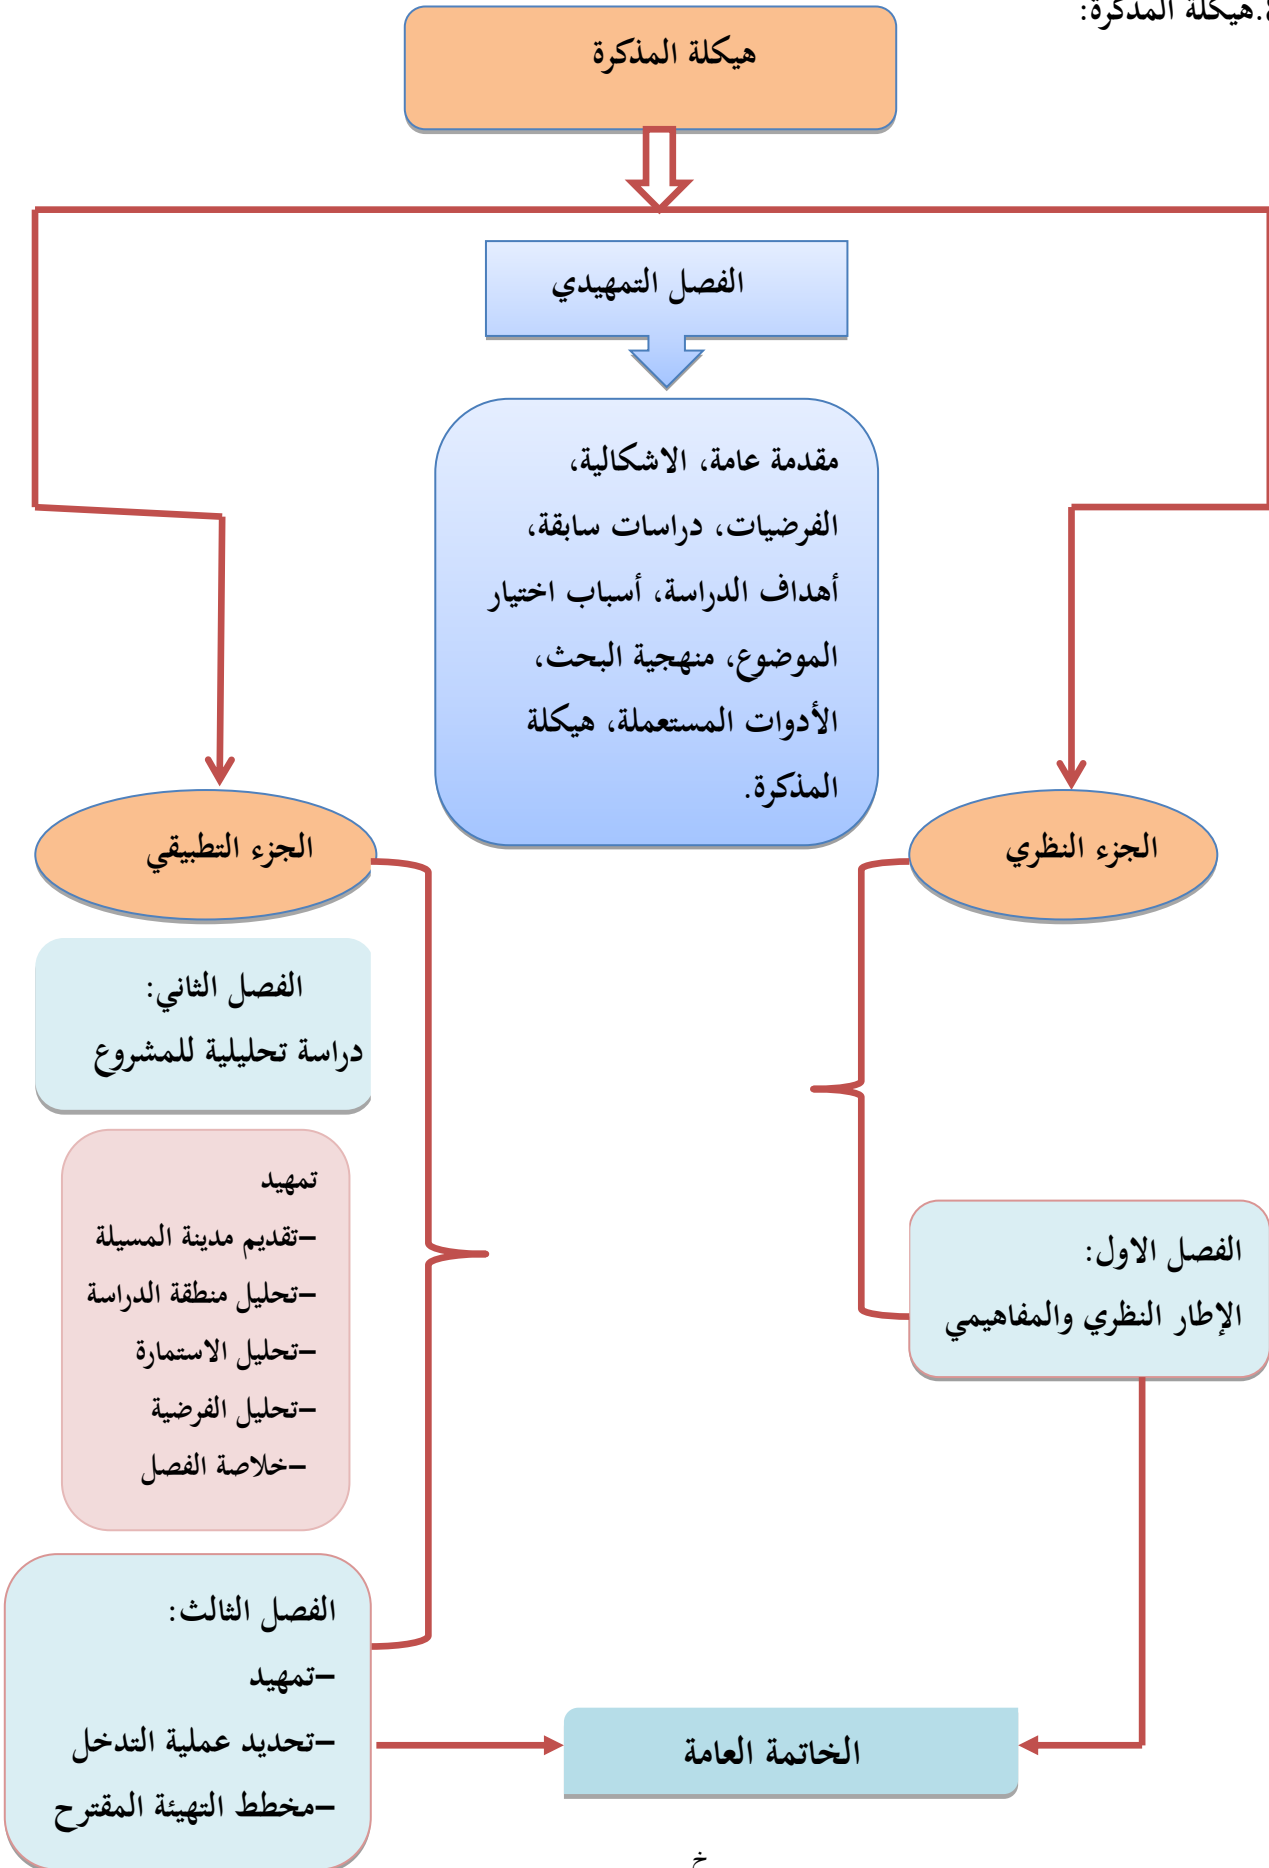 .هيكلة المذكرة:
هيكلة المذكرة
الفصل التمهيدي
مقدمة عامة، الاشكالية،
الفرضيات، دراسات سابقة،
أهداف الدراسة، أسباب اختيار
الموضوع، منهجية البحث،
الأدوات المستعملة، هيكلة
المذكرة.
الجزء النظري
الفصل الاول:
الإطار النظري والمفاهيمي
الجزء التطبيقي
الفصل الثاني:
دراسة تحليلية للمشروع
تمهيد
-تقديم مدينة المسيلة
-تحليل منطقة الدراسة
-تحليل الاستمارة
-تحليل الفرضية
-خلاصة الفصل
الفصل الثالث:
-تمهيد
-تحديد عملية التدخل
-مخطط التهيئة المقترح
الخاتمة العامة
خ